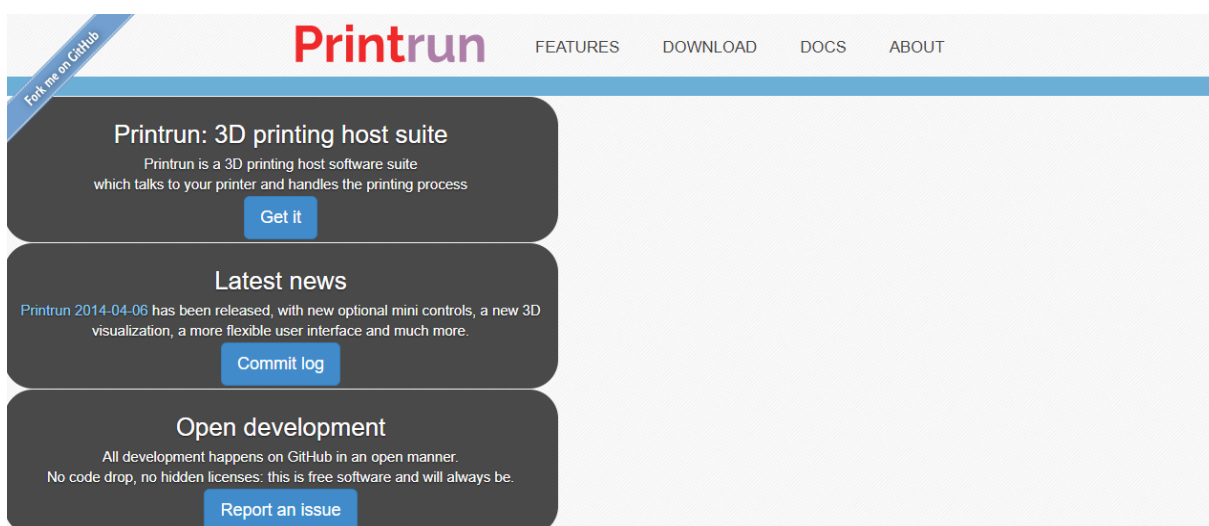 Fork me on GitHub
Printrun FEATURES DOWNLOAD DOCS ABOUT
Printrun: 3D printing host suite
Printrun is a 3D printing host software suite
which talks to your printer and handles the printing process
Get it
Latest news
Printrun 2014-04-06 has been released, with new optional mini controls, a new 3D
visualization, a more flexible user interface and much more.
Commit log
Open development
All development happens on GitHub in an open manner.
No code drop, no hidden licenses: this is free software and will always be.
Report an issue